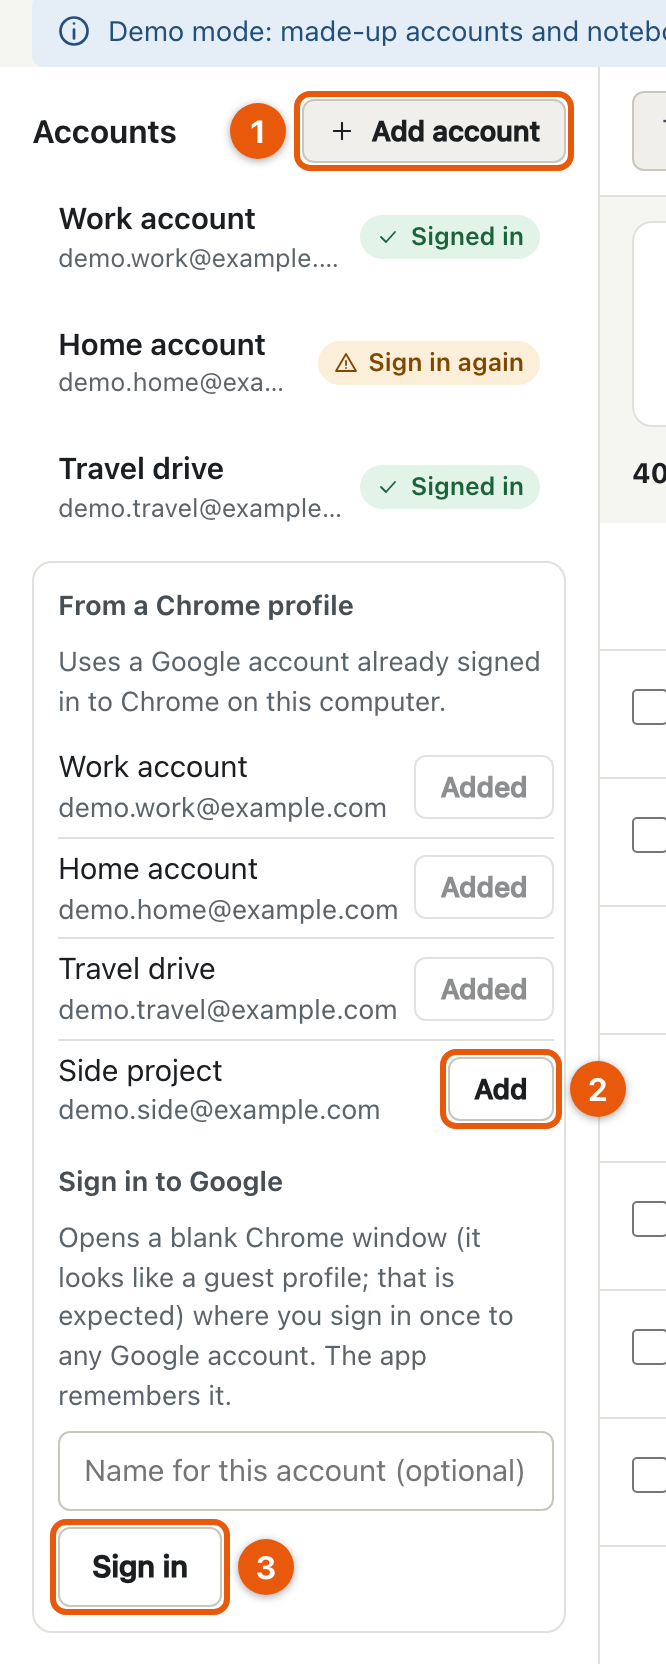 Demo mode: made-up accounts and notebo
Accounts
1
+ Add account
Work account
demo.work@example....
✓ Signed in
Home account
demo.home@exa...
Sign in again
Travel drive
demo.travel@example...
✓ Signed in
From a Chrome profile
Uses a Google account already signed
in to Chrome on this computer.
Work account
demo.work@example.com
Added
Home account
demo.home@example.com
Added
Travel drive
demo.travel@example.com
Added
Side project
demo.side@example.com
Add
2
Sign in to Google
Opens a blank Chrome window (it
looks like a guest profile; that is
expected) where you sign in once to
any Google account. The app
remembers it.
Name for this account (optional)
Sign in
3
40